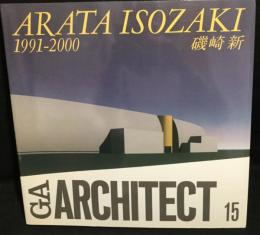 ARATA ISOZAKI
1991-2000 磯崎 新
GA ARCHITECT 15